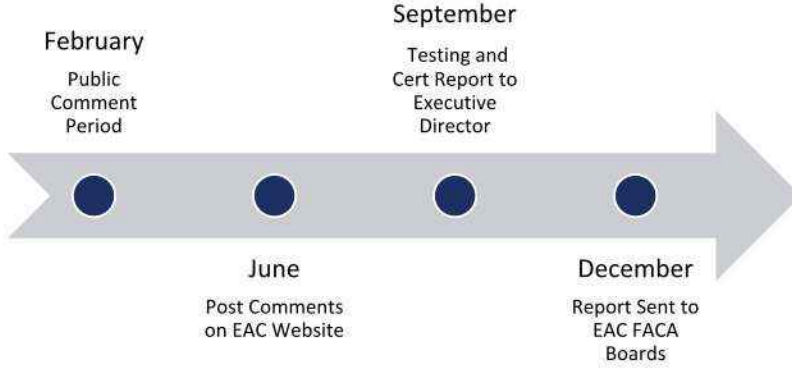 February
Public
Comment
Period
June
Post Comments
on EAC Website
September
Testing and
Cert Report to
Executive
Director
December
Report Sent to
EAC FACA
Boards